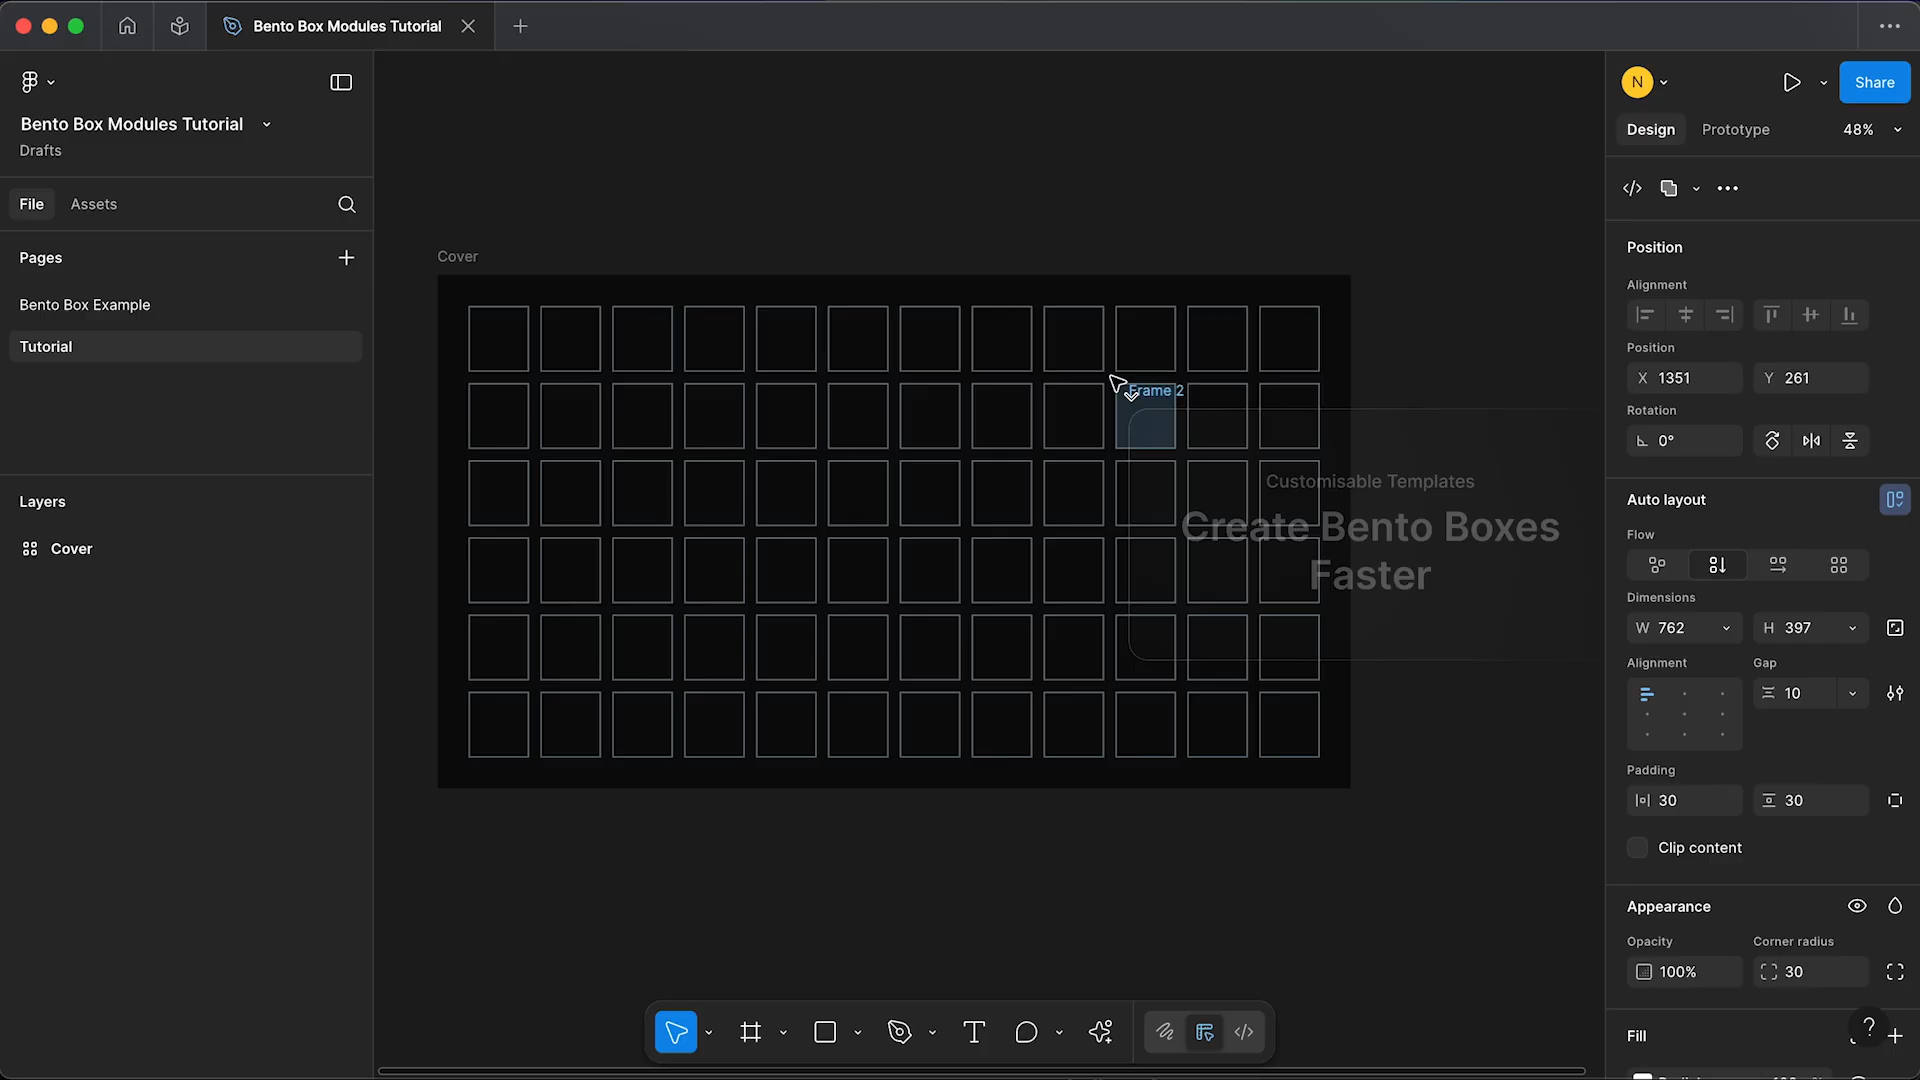 Bento Box Modules Tutorial
N
Share
Bento Box Modules Tutorial
Drafts
Design
Prototype
48%
File
Assets
Pages
Bento Box Example
Tutorial
Layers
Cover
Cover
Frame 2
Customisable Templates
Create Bento Boxes
Faster
Position
Alignment
Position
X 1351
Y 261
Rotation
0°
Auto layout
Flow
Dimensions
W 762
H 397
Alignment
Gap
10
Padding
30
30
Clip content
Appearance
Opacity
Corner radius
100%
30
Fill
?